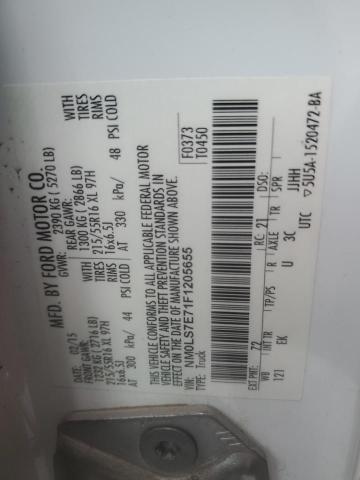 MFD. BY FORD MOTOR CO.
DATE: 02/15
GVWR: 2390 KG ( 5270 LB)
FRONT GAWR:
1232 KG (2716 LB)
215/55R16 XL 97H
16x6.5J
AT 300 kPa/ 44 PSI COLD
WITH
TIRES
RIMS
REAR GAWR:
1300 KG ( 2866 LB)
215/55R16 XL 97H
16x6.5J
AT 330 kPa/ 48 PSI COLD
WITH
TIRES
RIMS
THIS VEHICLE CONFORMS TO ALL APPLICABLE FEDERAL MOTOR
VEHICLE SAFETY AND THEFT PREVENTION STANDARDS IN
EFFECT ON THE DATE OF MANUFACTURE SHOWN ABOVE.
VIN: NM0LS7E71F1205655
TYPE: Truck
F0373
T0450
EXT PNT: Z2
RC: 21
DSO:
WB
INT TR
TP/PS
R
AXLE
TR
SPR
121
EK
U
3C
JJHH
UTC
▽5U5A-1520472-BA